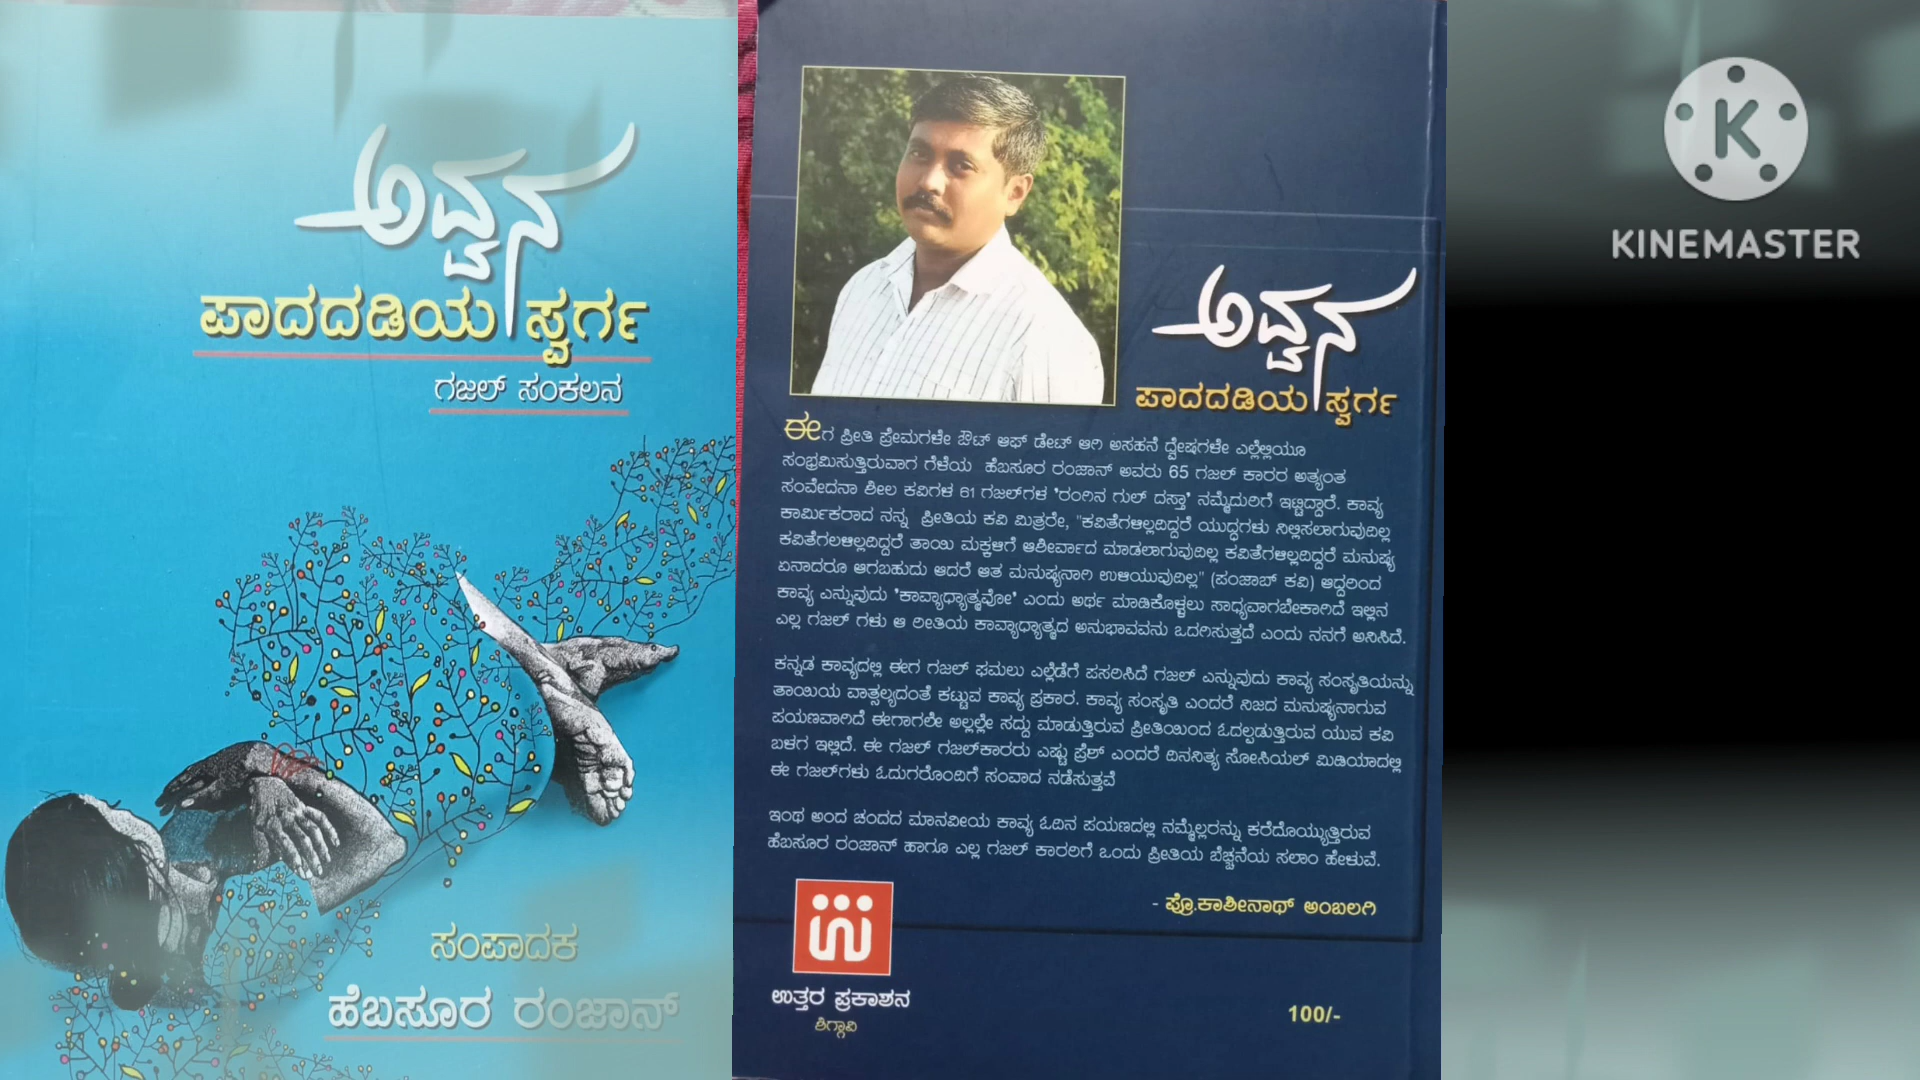 ಅವ್ವನ
ಪಾದದಡಿಯ ಸ್ವರ್ಗ
ಗಜಲ್ ಸಂಕಲನ
ಸಂಪಾದಕ
ಹೆಬಸೂರ ರಂಜಾನ್
ಅವ್ವನ
ಪಾದದಡಿಯ ಸ್ವರ್ಗ
ಈಗ ಪ್ರೀತಿ ಪ್ರೇಮಗಳೇ ಔಟ್ ಆಫ್ ಡೇಟ್ ಆಗಿ ಅಸಹನೆ ದ್ವೇಷಗಳೇ ಎಲ್ಲೆಲ್ಲಿಯೂ
ಸಂಭ್ರಮಿಸುತ್ತಿರುವಾಗ ಗೆಳೆಯ ಹೆಬಸೂರ ರಂಜಾನ್ ಅವರು 65 ಗಜಲ್ ಕಾರರ ಅತ್ಯಂತ
ಸಂವೇದನಾ ಶೀಲ ಕವಿಗಳ 61 ಗಜಲ್‌ಗಳ 'ರಂಗಿನ ಗುಲ್ ದಸ್ತಾ' ನಮ್ಮೆದುರಿಗೆ ಇಟ್ಟಿದ್ದಾರೆ. ಕಾವ್ಯ
ಕಾರ್ಮಿಕರಾದ ನನ್ನ ಪ್ರೀತಿಯ ಕವಿ ಮಿತ್ರರೇ, "ಕವಿತೆಗಳಿಲ್ಲದಿದ್ದರೆ ಯುದ್ಧಗಳು ನಿಲ್ಲಿಸಲಾಗುವುದಿಲ್ಲ
ಕವಿತೆಗಲಳಿಲ್ಲದಿದ್ದರೆ ತಾಯಿ ಮಕ್ಕಳಿಗೆ ಆಶೀರ್ವಾದ ಮಾಡಲಾಗುವುದಿಲ್ಲ ಕವಿತೆಗಳಿಲ್ಲದಿದ್ದರೆ ಮನುಷ್ಯ
ಏನಾದರೂ ಆಗಬಹುದು ಆದರೆ ಆತ ಮನುಷ್ಯನಾಗಿ ಉಳಿಯುವುದಿಲ್ಲ" (ಪಂಜಾಬ್ ಕವಿ) ಆದ್ದರಿಂದ
ಕಾವ್ಯ ಎನ್ನುವುದು 'ಕಾವ್ಯಾಧ್ಯಾತ್ಮವೋ' ಎಂದು ಅರ್ಥ ಮಾಡಿಕೊಳ್ಳಲು ಸಾಧ್ಯವಾಗಬೇಕಾಗಿದೆ ಇಲ್ಲಿನ
ಎಲ್ಲ ಗಜಲ್ ಗಳು ಆ ರೀತಿಯ ಕಾವ್ಯಾಧ್ಯಾತ್ಮದ ಅನುಭಾವವನು ಒದಗಿಸುತ್ತದೆ ಎಂದು ನನಗೆ ಅನಿಸಿದೆ.
ಕನ್ನಡ ಕಾವ್ಯದಲ್ಲಿ ಈಗ ಗಜಲ್ ಘಮಲು ಎಲ್ಲೆಡೆಗೆ ಪಸರಿಸಿದೆ ಗಜಲ್ ಎನ್ನುವುದು ಕಾವ್ಯ ಸಂಸ್ಕೃತಿಯನ್ನು
ತಾಯಿಯ ವಾತ್ಸಲ್ಯದಂತೆ ಕಟ್ಟುವ ಕಾವ್ಯ ಪ್ರಕಾರ. ಕಾವ್ಯ ಸಂಸ್ಕೃತಿ ಎಂದರೆ ನಿಜದ ಮನುಷ್ಯನಾಗುವ
ಪಯಣವಾಗಿದೆ ಈಗಾಗಲೇ ಅಲ್ಲಲ್ಲೇ ಸದ್ದು ಮಾಡುತ್ತಿರುವ ಪ್ರೀತಿಯಿಂದ ಓದಲ್ಪಡುತ್ತಿರುವ ಯುವ ಕವಿ
ಬಳಗ ಇಲ್ಲಿದೆ. ಈ ಗಜಲ್ ಗಜಲ್‌ಕಾರರು ಎಷ್ಟು ಫ್ರೆಶ್ ಎಂದರೆ ದಿನನಿತ್ಯ ಸೋಸಿಯಲ್ ಮಿಡಿಯಾದಲ್ಲಿ
ಈ ಗಜಲ್‌ಗಳು ಓದುಗರೊಂದಿಗೆ ಸಂವಾದ ನಡೆಸುತ್ತವೆ
ಇಂಥ ಅಂದ ಚಂದದ ಮಾನವೀಯ ಕಾವ್ಯ ಓದಿನ ಪಯಣದಲ್ಲಿ ನಮ್ಮೆಲ್ಲರನ್ನು ಕರೆದೊಯ್ಯುತ್ತಿರುವ
ಹೆಬಸೂರ ರಂಜಾನ್ ಹಾಗೂ ಎಲ್ಲ ಗಜಲ್ ಕಾರರಿಗೆ ಒಂದು ಪ್ರೀತಿಯ ಬೆಚ್ಚನೆಯ ಸಲಾಂ ಹೇಳುವೆ.
- ಪ್ರೊ.ಕಾಶೀನಾಥ್ ಅಂಬಲಗಿ
ಉತ್ತರ ಪ್ರಕಾಶನ
ಶಿಗ್ಗಾವಿ
100/-
K
KINEMASTER